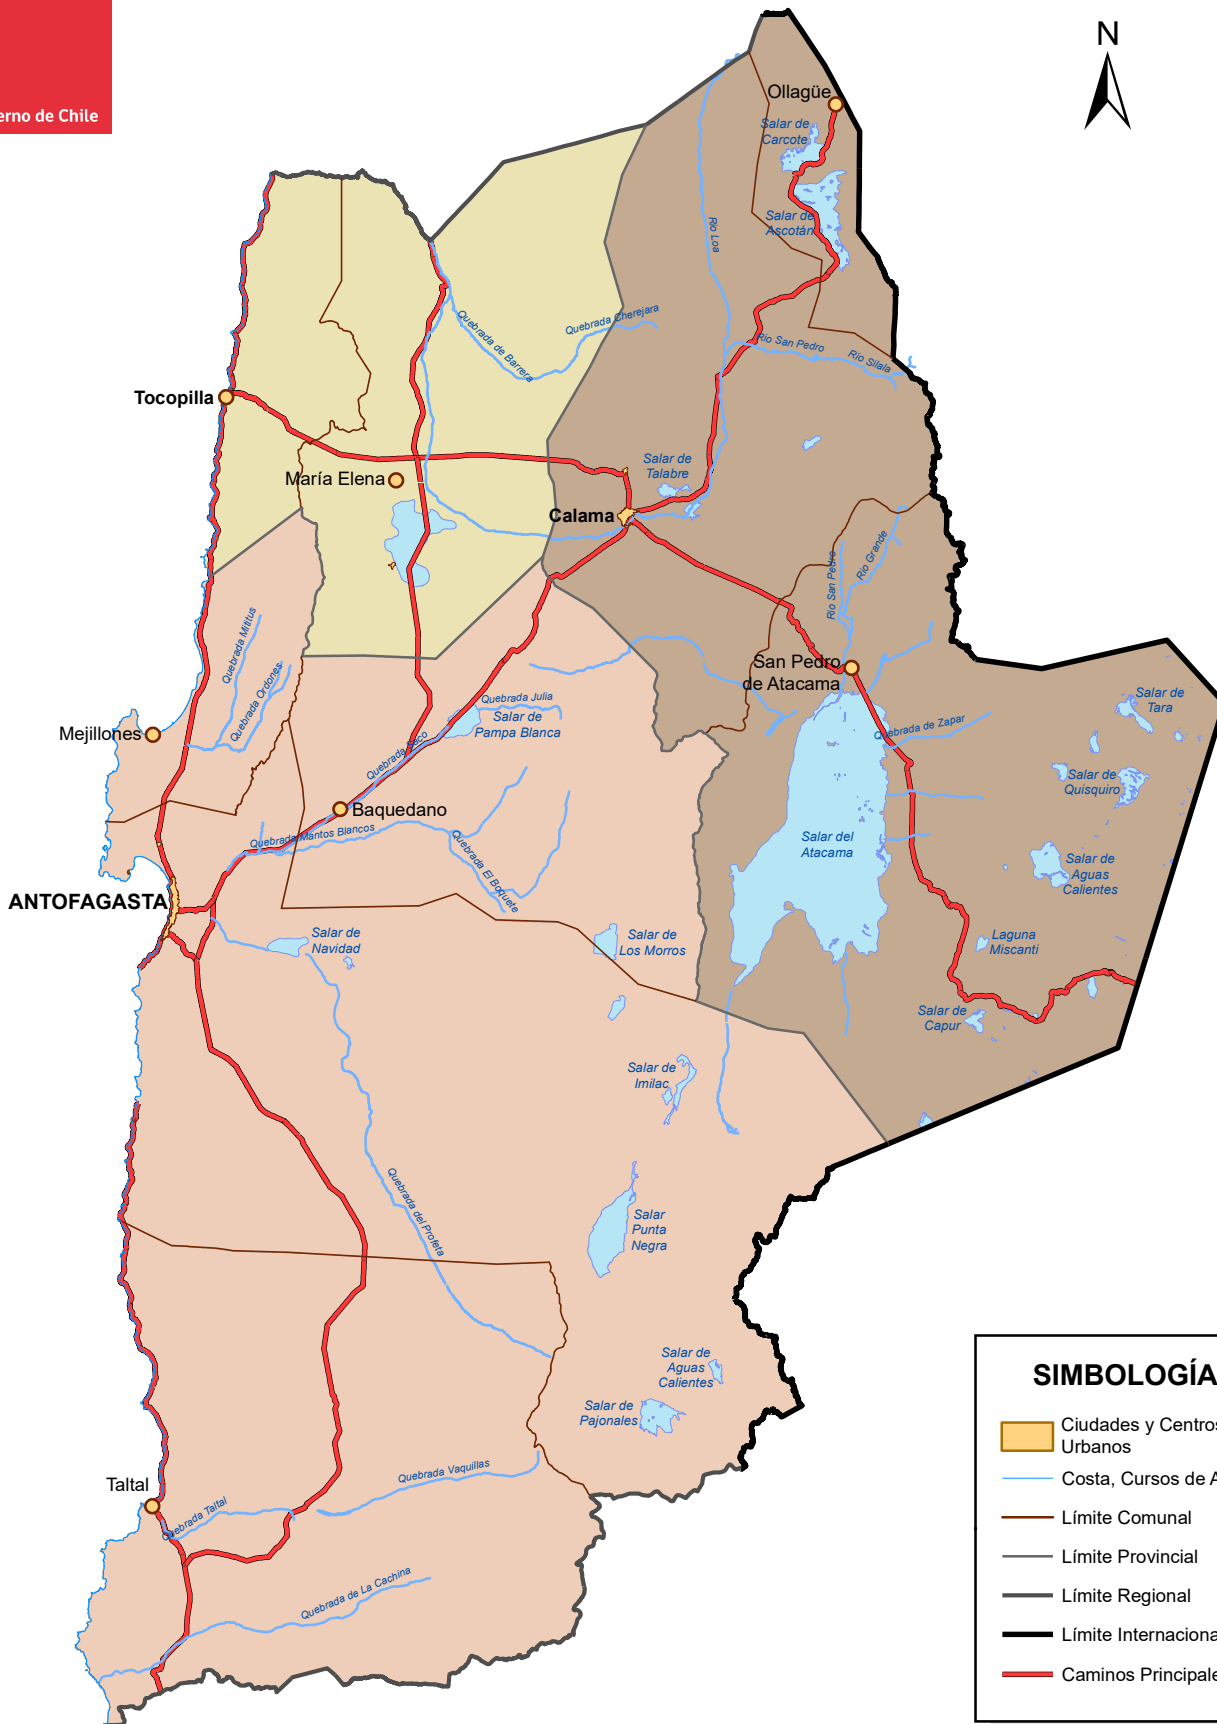 erno de Chile
N
Ollagüe
Salar de
Carcote
Salar de
Ascotán
Río Loa
Quebrada de Barrera
Quebrada Cherejara
Río San Pedro
Río Silala
Tocopilla
María Elena
Salar de
Talabre
Calama
Río San Pedro
Río Grande
Quebrada Mititus
Quebrada Ordones
San Pedro
de Atacama
Mejillones
Quebrada Julia
Salar de
Pampa Blanca
Quebrada Seco
Quebrada de Zapar
Salar de
Tara
Salar de
Quisquiro
Baquedano
Quebrada Mantos Blancos
Quebrada El Boquete
Salar del
Atacama
Salar de
Aguas
Calientes
ANTOFAGASTA
Salar de
Navidad
Salar de
Los Morros
Laguna
Miscanti
Salar de
Capur
Salar de
Imilac
Quebrada del Profeta
Salar
Punta
Negra
Salar de
Aguas
Calientes
Salar de
Pajonales
Taltal
Quebrada Taltal
Quebrada Vaquillas
Quebrada de La Cachina
SIMBOLOGÍA
Ciudades y Centros
Urbanos
Costa, Cursos de A
Límite Comunal
Límite Provincial
Límite Regional
Límite Internaciona
Caminos Principale